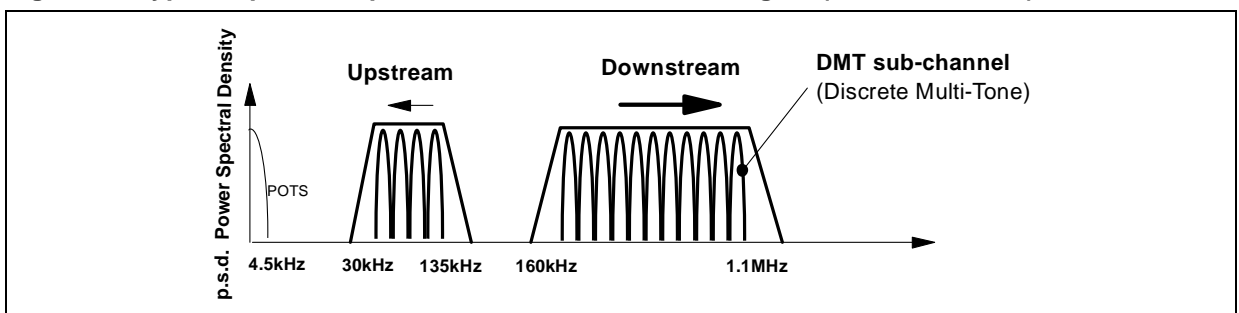 Upstream
Downstream
DMT sub-channel
(Discrete Multi-Tone)
p.s.d. Power Spectral Density
POTS
4.5kHz
30kHz
135kHz
160kHz
1.1MHz